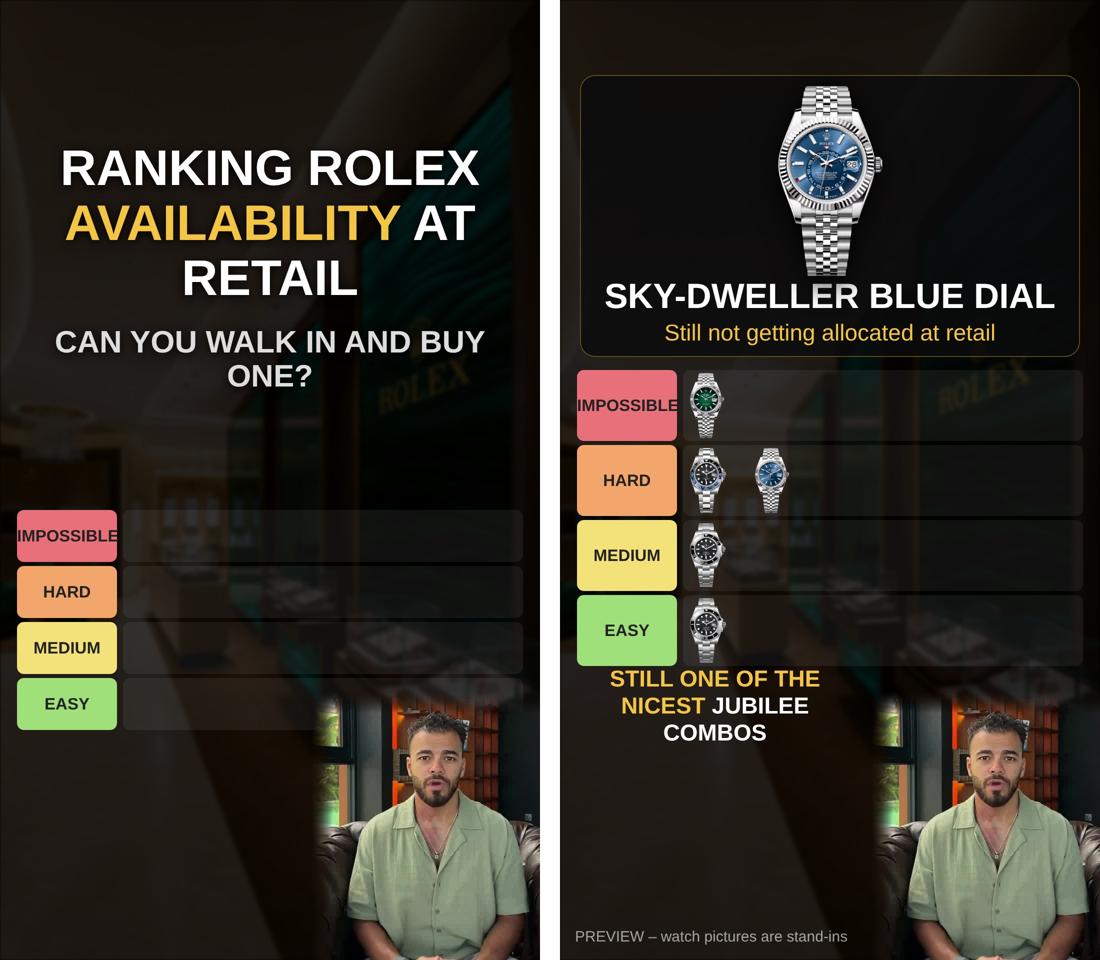 RANKING ROLEX
AVAILABILITY AT
RETAIL
CAN YOU WALK IN AND BUY
ONE?
ROLEX
IMPOSSIBLE
HARD
MEDIUM
EASY
SKY-DWELLER BLUE DIAL
Still not getting allocated at retail
ROLEX
IMPOSSIBLE
HARD
MEDIUM
EASY
STILL ONE OF THE
NICEST JUBILEE
COMBOS
PREVIEW – watch pictures are stand-ins